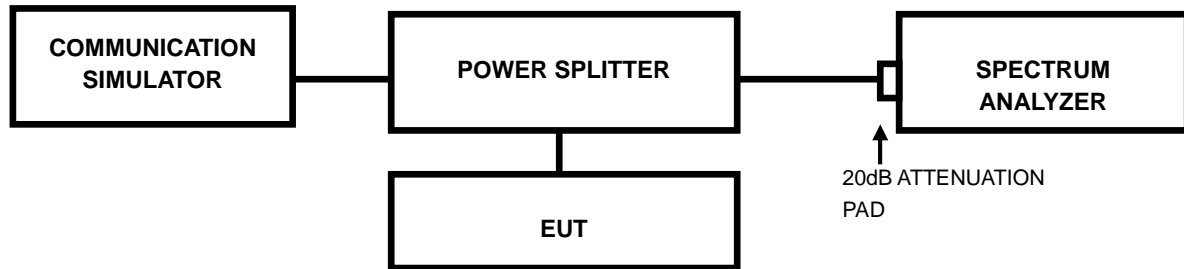 COMMUNICATION
SIMULATOR
POWER SPLITTER
SPECTRUM
ANALYZER
20dB ATTENUATION
PAD
EUT